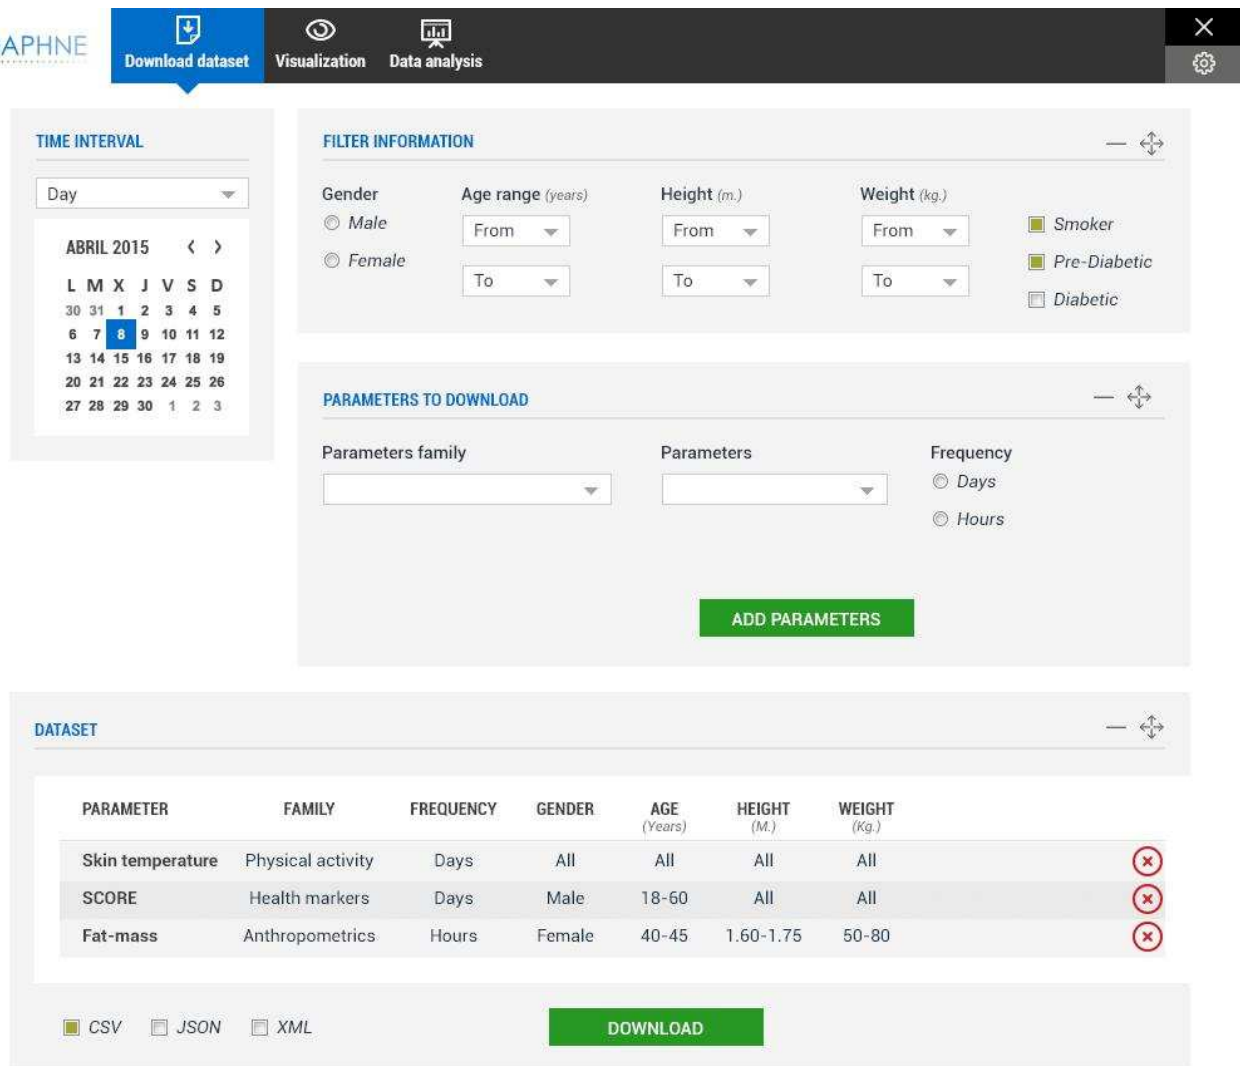 APHNE
Download dataset
Visualization
Data analysis
TIME INTERVAL
Day
ABRIL 2015
L M X J V S D
30 31 1 2 3 4 5
6 7 8 9 10 11 12
13 14 15 16 17 18 19
20 21 22 23 24 25 26
27 28 29 30 1 2 3
FILTER INFORMATION
Gender
Male
Female
Age range (years)
From
To
Height (m.)
From
To
Weight (kg.)
From
To
Smoker
Pre-Diabetic
Diabetic
PARAMETERS TO DOWNLOAD
Parameters family
Parameters
Frequency
Days
Hours
ADD PARAMETERS
DATASET
PARAMETER FAMILY FREQUENCY GENDER AGE HEIGHT WEIGHT
(Years) (M.) (Kg.)
Skin temperature Physical activity Days All All All All
SCORE Health markers Days Male 18-60 All All
Fat-mass Anthropometrics Hours Female 40-45 1.60-1.75 50-80
CSV JSON XML
DOWNLOAD